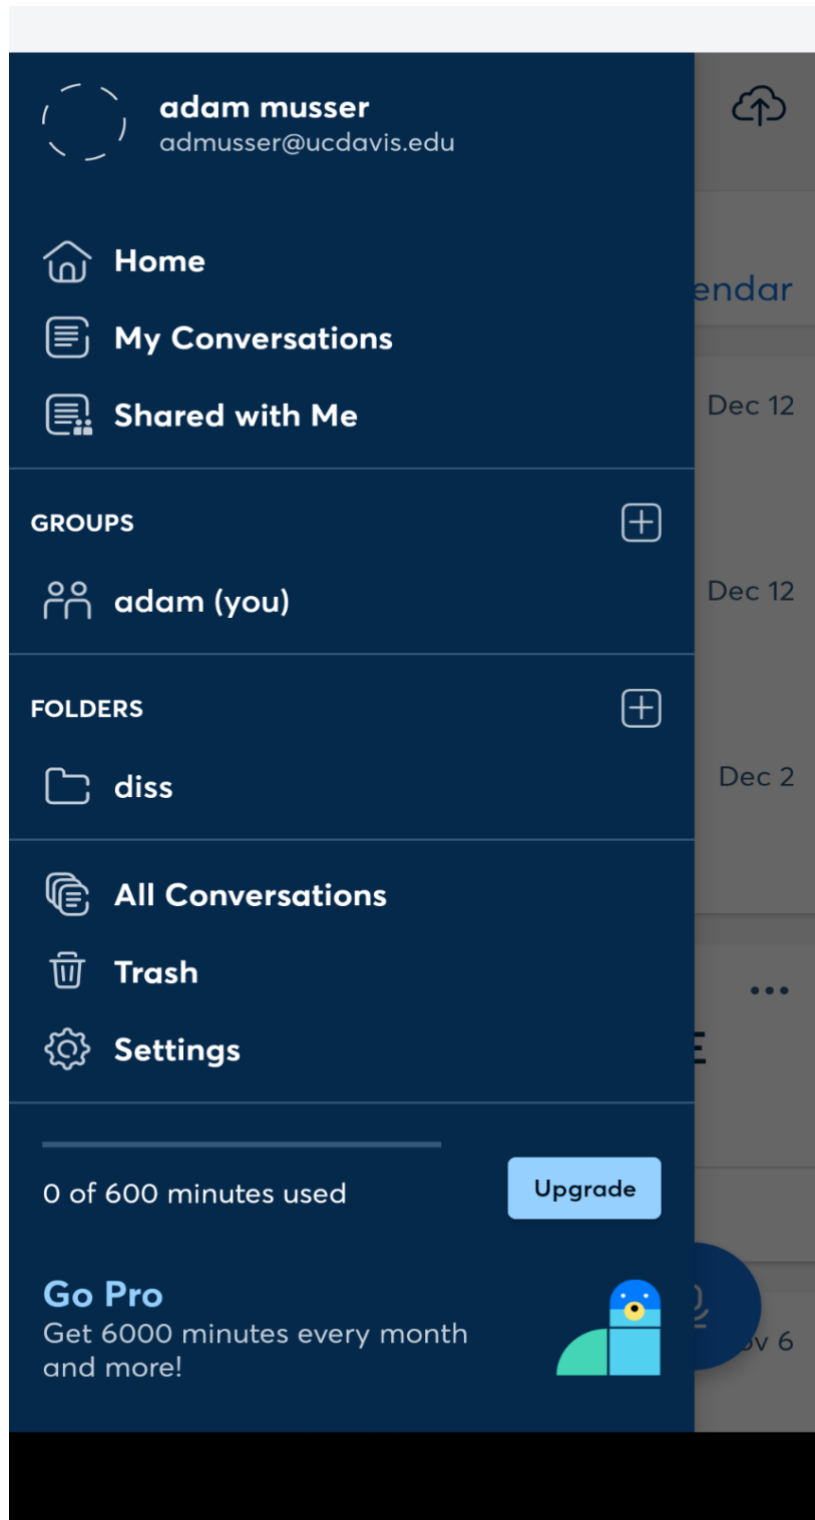 adam musser
admusser@ucdavis.edu
Home
endar
My Conversations
Shared with Me
Dec 12
GROUPS
adam (you)
Dec 12
FOLDERS
diss
Dec 2
All Conversations
Trash
Settings
E
0 of 600 minutes used
Upgrade
Go Pro
Get 6000 minutes every month
and more!
ov 6